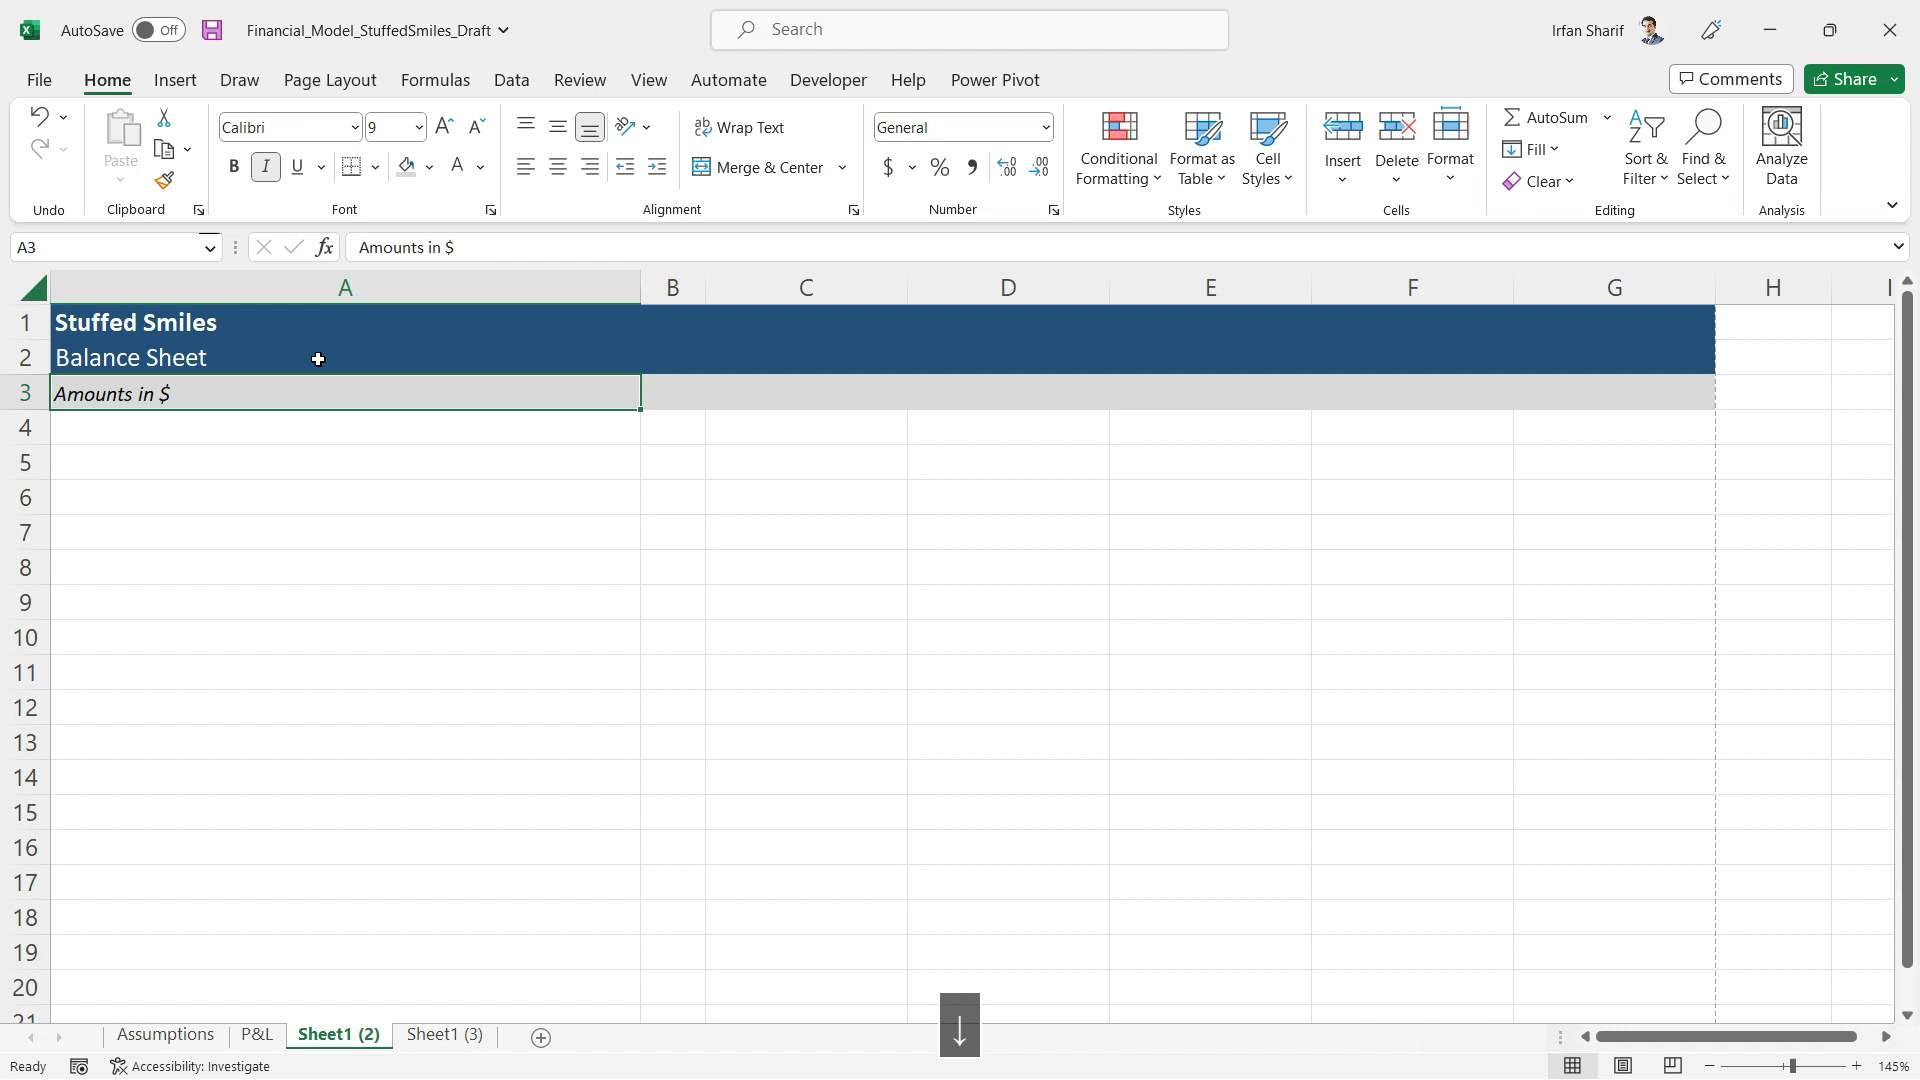 AutoSave Off Financial_Model_StuffedSmiles_Draft Search Irfan Sharif
File Home Insert Draw Page Layout Formulas Data Review View Automate Developer Help Power Pivot Comments Share
Paste
Undo Clipboard
Calibri 9
B I U A
Font
Wrap Text
Merge & Center
Alignment
General
$ % ,
Number
Conditional Formatting
Format as Table
Cell Styles
Styles
Insert Delete Format
Cells
AutoSum
Fill
Clear
Sort & Filter
Find & Select
Editing
Analyze Data
Analysis
A3 fx Amounts in $
A B C D E F G H I
1 Stuffed Smiles
2 Balance Sheet
3 Amounts in $
4
5
6
7
8
9
10
11
12
13
14
15
16
17
18
19
20
21
↓
Assumptions P&L Sheet1 (2) Sheet1 (3)
Ready Accessibility: Investigate 145%